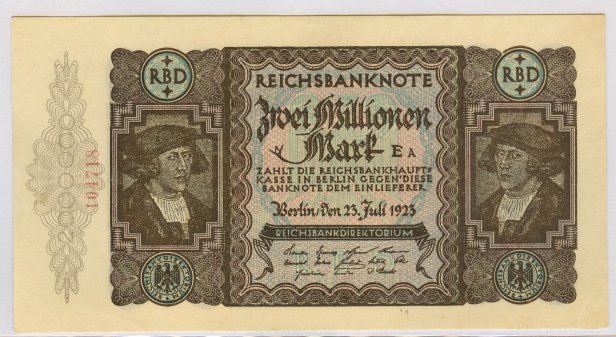 RBD
RBD
REICHSBANKNOTE
Zwei Millionen
Mark
EA
ZAHLT DIE REICHSBANKHAUPT=
KASSE IN BERLIN GEGEN DIESE
BANKNOTE DEM EINLIEFERER
Berlin, den 23. Juli 1923
REICHSBANKDIREKTORIUM
104718